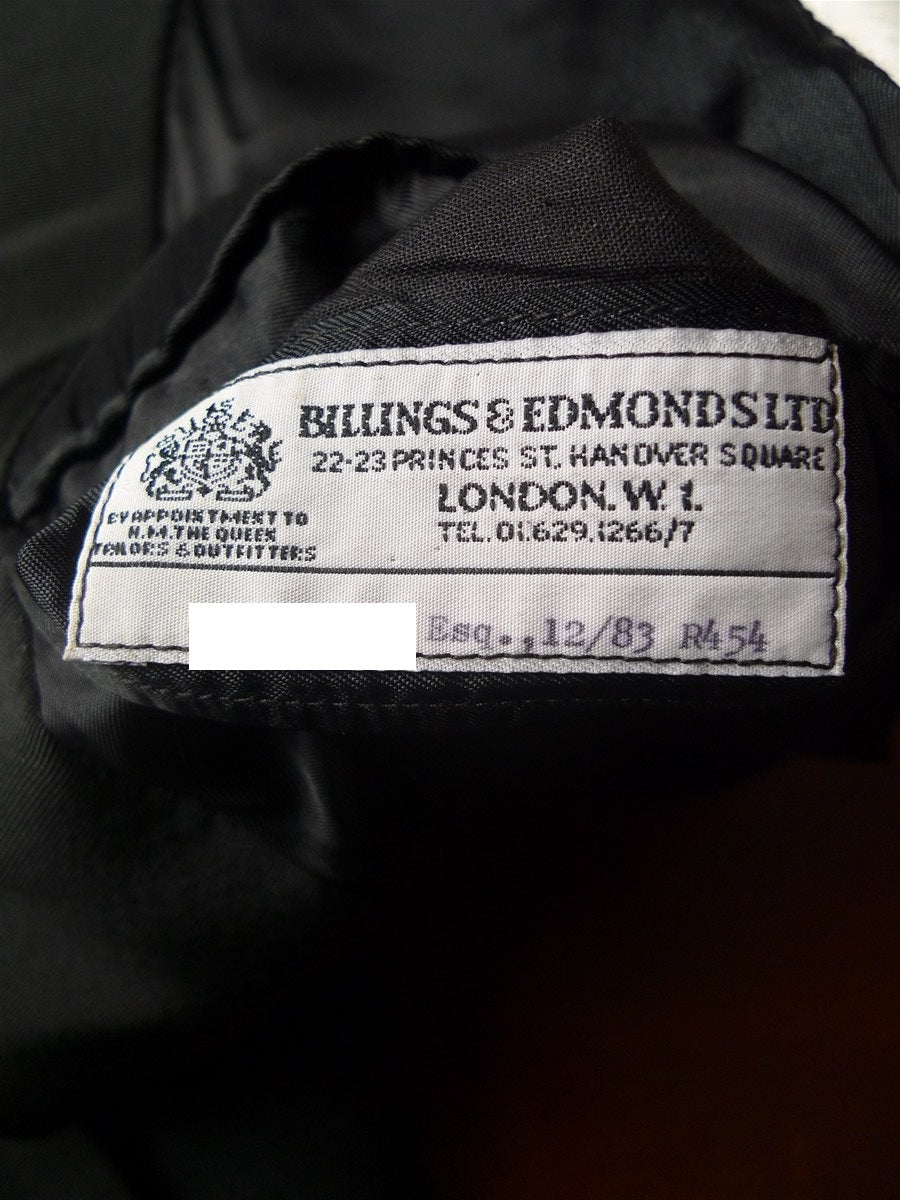 BILLINGS & EDMONDS LTD
22-23 PRINCES ST. HANOVER SQUARE
LONDON. W. 1.
TEL. 01.629.1266/7
BY APPOINTMENT TO
H.M. THE QUEEN
TAILORS & OUTFITTERS
Esq.,12/83 R454